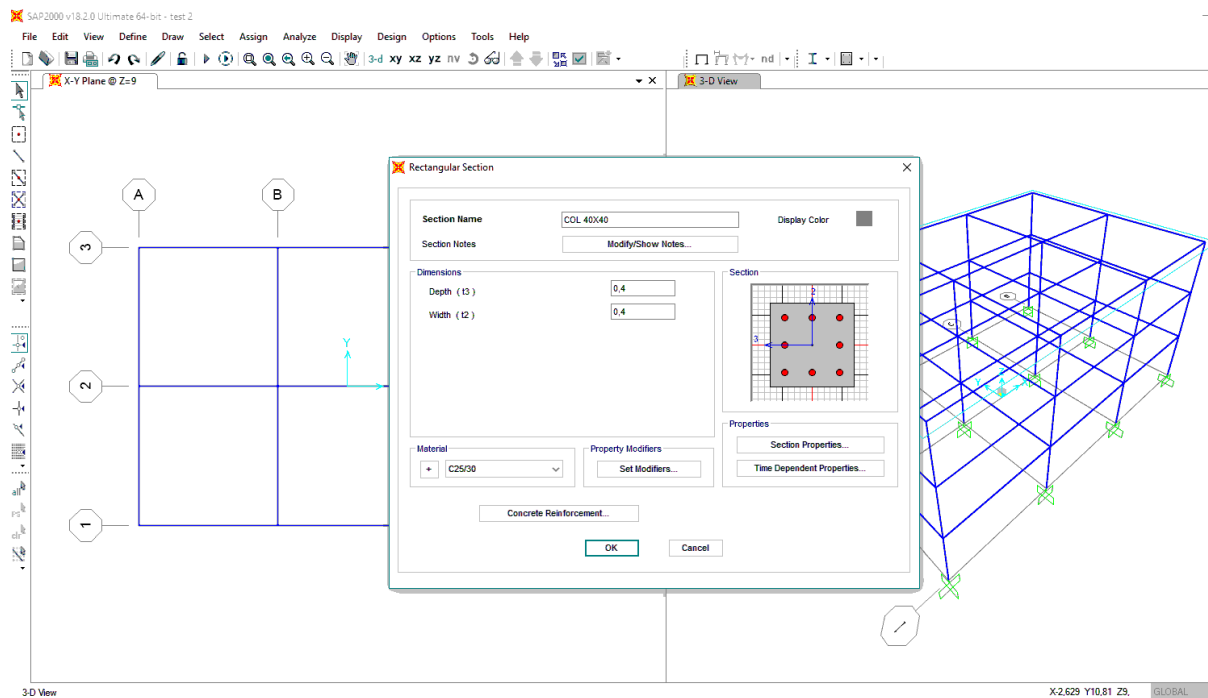 SAP2000 v18.2.0 Ultimate 64-bit - test 2
File Edit View Define Draw Select Assign Analyze Display Design Options Tools Help
3-d xy xz yz nv nd
X-Y Plane @ Z=9
3-D View
Rectangular Section
Section Name COL 40X40 Display Color
Section Notes Modify/Show Notes...
Dimensions
Depth ( t3 ) 0,4
Width ( t2 ) 0,4
Section
2
3
Properties
Section Properties...
Time Dependent Properties...
Material
+ C25/30
Property Modifiers
Set Modifiers...
Concrete Reinforcement...
OK Cancel
A B
3
2
1
Y
all
ps
clr
C
Y
Z
3-D View
X-2,629 Y10,81 Z9, GLOBAL